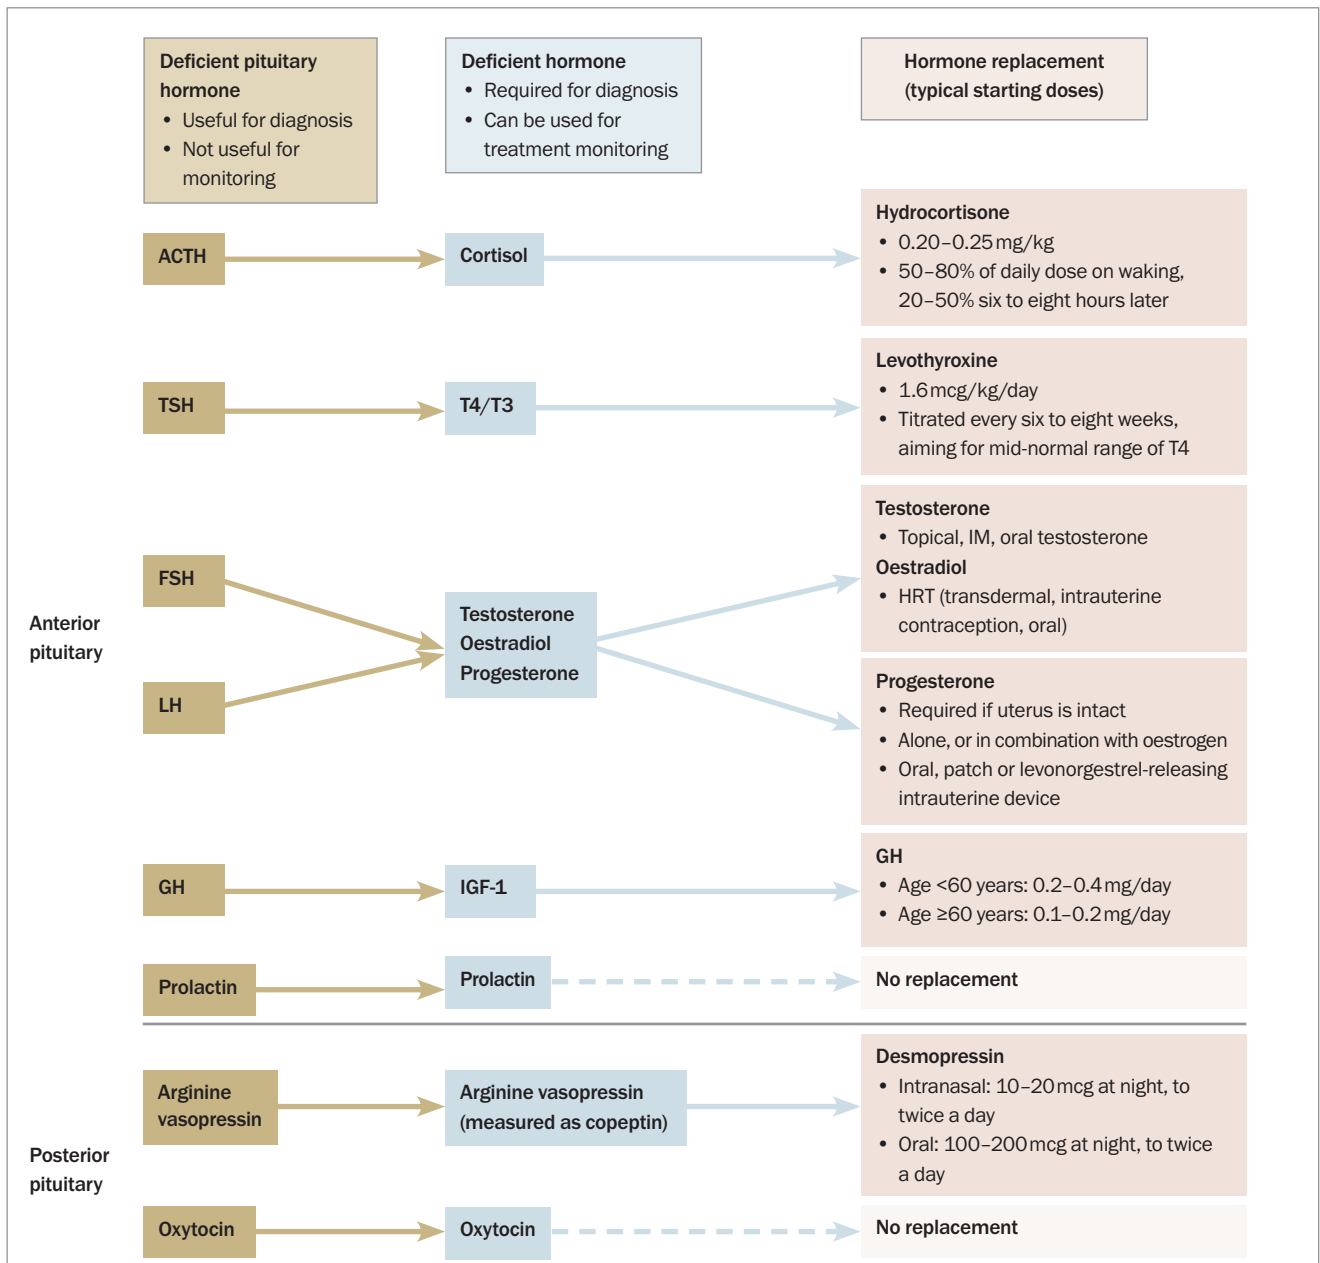 Deficient pituitary
hormone
• Useful for diagnosis
• Not useful for
monitoring
Deficient hormone
• Required for diagnosis
• Can be used for
treatment monitoring
Hormone replacement
(typical starting doses)
Anterior
pituitary
ACTH
Cortisol
Hydrocortisone
• 0.20–0.25 mg/kg
• 50–80% of daily dose on waking,
20–50% six to eight hours later
TSH
T4/T3
Levothyroxine
• 1.6 mcg/kg/day
• Titrated every six to eight weeks,
aiming for mid-normal range of T4
FSH
LH
Testosterone
Oestradiol
Progesterone
Testosterone
• Topical, IM, oral testosterone
Oestradiol
• HRT (transdermal, intrauterine
contraception, oral)
Progesterone
• Required if uterus is intact
• Alone, or in combination with oestrogen
• Oral, patch or levonorgestrel-releasing
intrauterine device
GH
IGF-1
GH
• Age <60 years: 0.2–0.4 mg/day
• Age ≥60 years: 0.1–0.2 mg/day
Prolactin
Prolactin
No replacement
Posterior
pituitary
Arginine
vasopressin
Arginine vasopressin
(measured as copeptin)
Desmopressin
• Intranasal: 10–20 mcg at night, to
twice a day
• Oral: 100–200 mcg at night, to twice
a day
Oxytocin
Oxytocin
No replacement